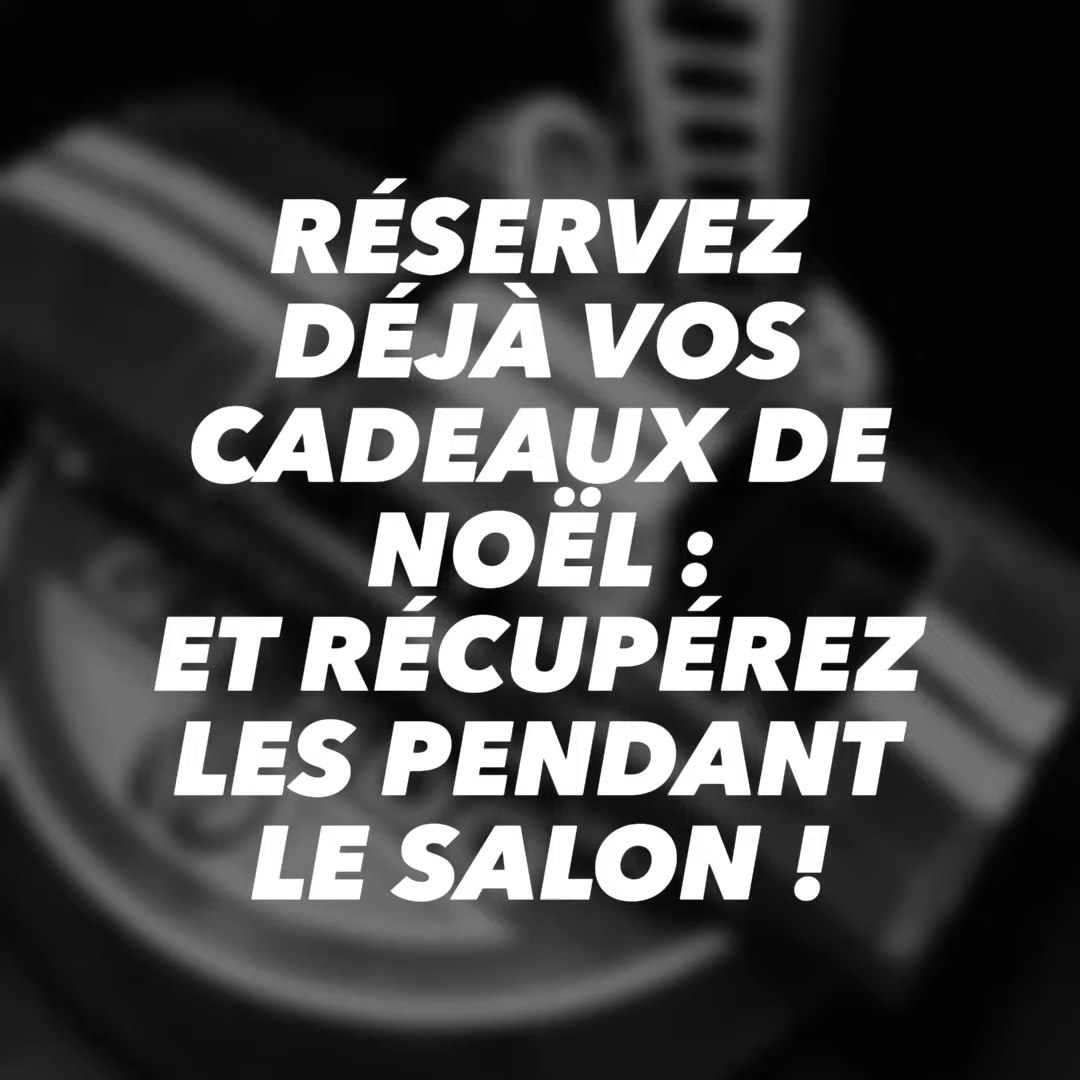 RÉSERVEZ
DÉJÀ VOS
CADEAUX DE
NOËL :
ET RÉCUPÉREZ
LES PENDANT
LE SALON !